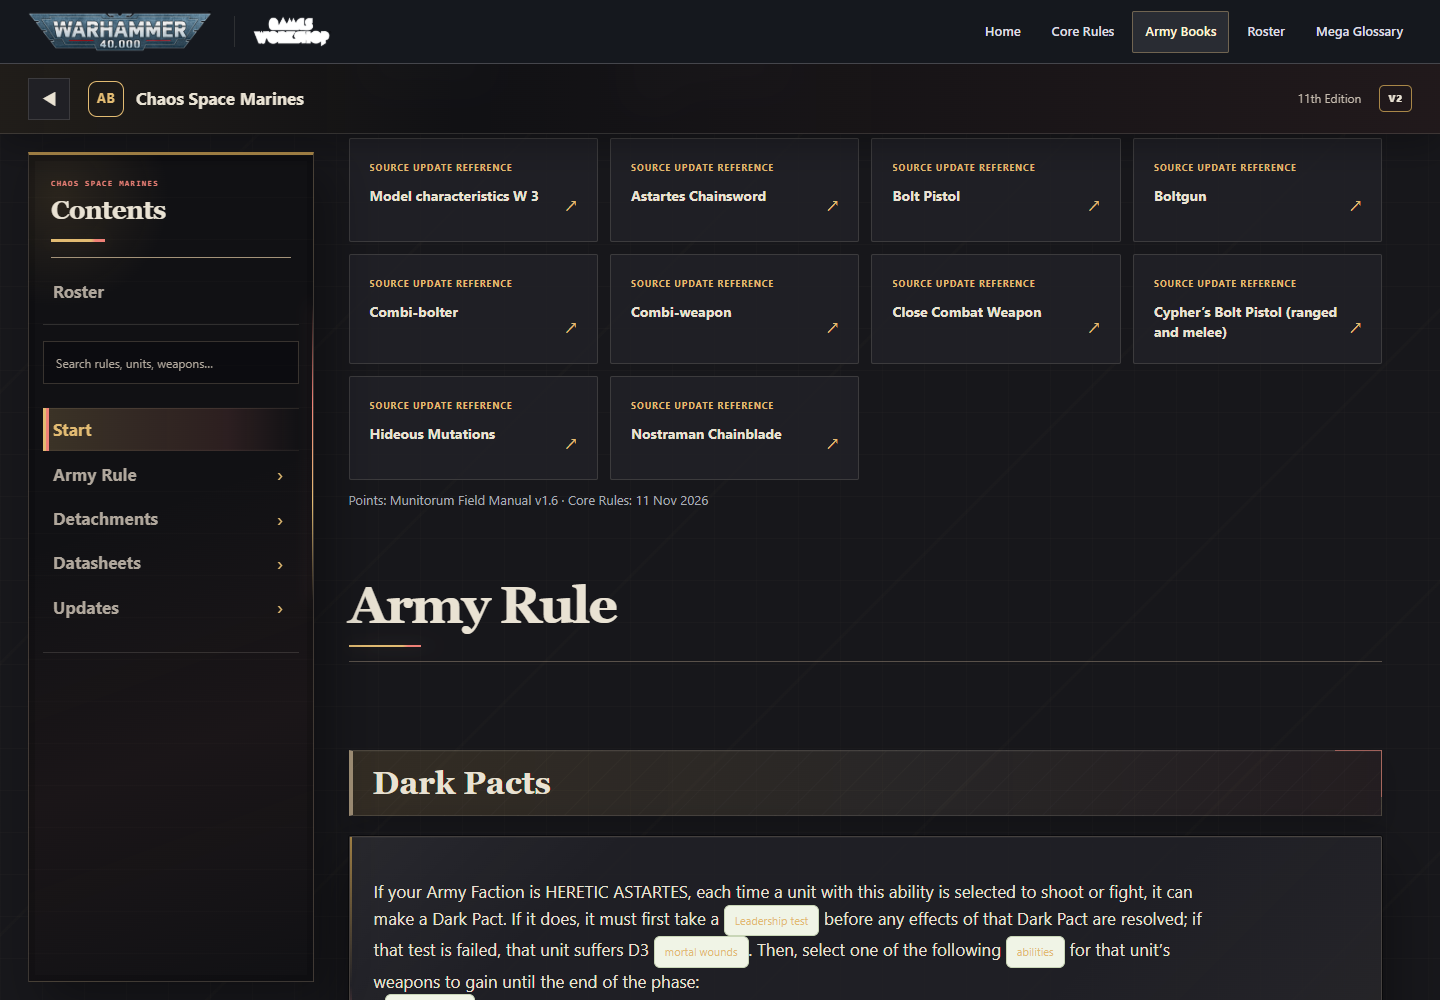 WARHAMMER
40,000
GAMES
WORKSHOP
Home
Core Rules
Army Books
Roster
Mega Glossary
◀
AB
Chaos Space Marines
11th Edition
V2
CHAOS SPACE MARINES
Contents
Roster
Search rules, units, weapons...
Start
Army Rule ›
Detachments ›
Datasheets ›
Updates ›
SOURCE UPDATE REFERENCE
Model characteristics W 3 ↗
SOURCE UPDATE REFERENCE
Astartes Chainsword ↗
SOURCE UPDATE REFERENCE
Bolt Pistol ↗
SOURCE UPDATE REFERENCE
Boltgun ↗
SOURCE UPDATE REFERENCE
Combi-bolter ↗
SOURCE UPDATE REFERENCE
Combi-weapon ↗
SOURCE UPDATE REFERENCE
Close Combat Weapon ↗
SOURCE UPDATE REFERENCE
Cypher’s Bolt Pistol (ranged
and melee) ↗
SOURCE UPDATE REFERENCE
Hideous Mutations ↗
SOURCE UPDATE REFERENCE
Nostraman Chainblade ↗
Points: Munitorum Field Manual v1.6 · Core Rules: 11 Nov 2026
Army Rule
Dark Pacts
If your Army Faction is HERETIC ASTARTES, each time a unit with this ability is selected to shoot or fight, it can
make a Dark Pact. If it does, it must first take a Leadership test before any effects of that Dark Pact are resolved; if
that test is failed, that unit suffers D3 mortal wounds. Then, select one of the following abilities for that unit’s
weapons to gain until the end of the phase: